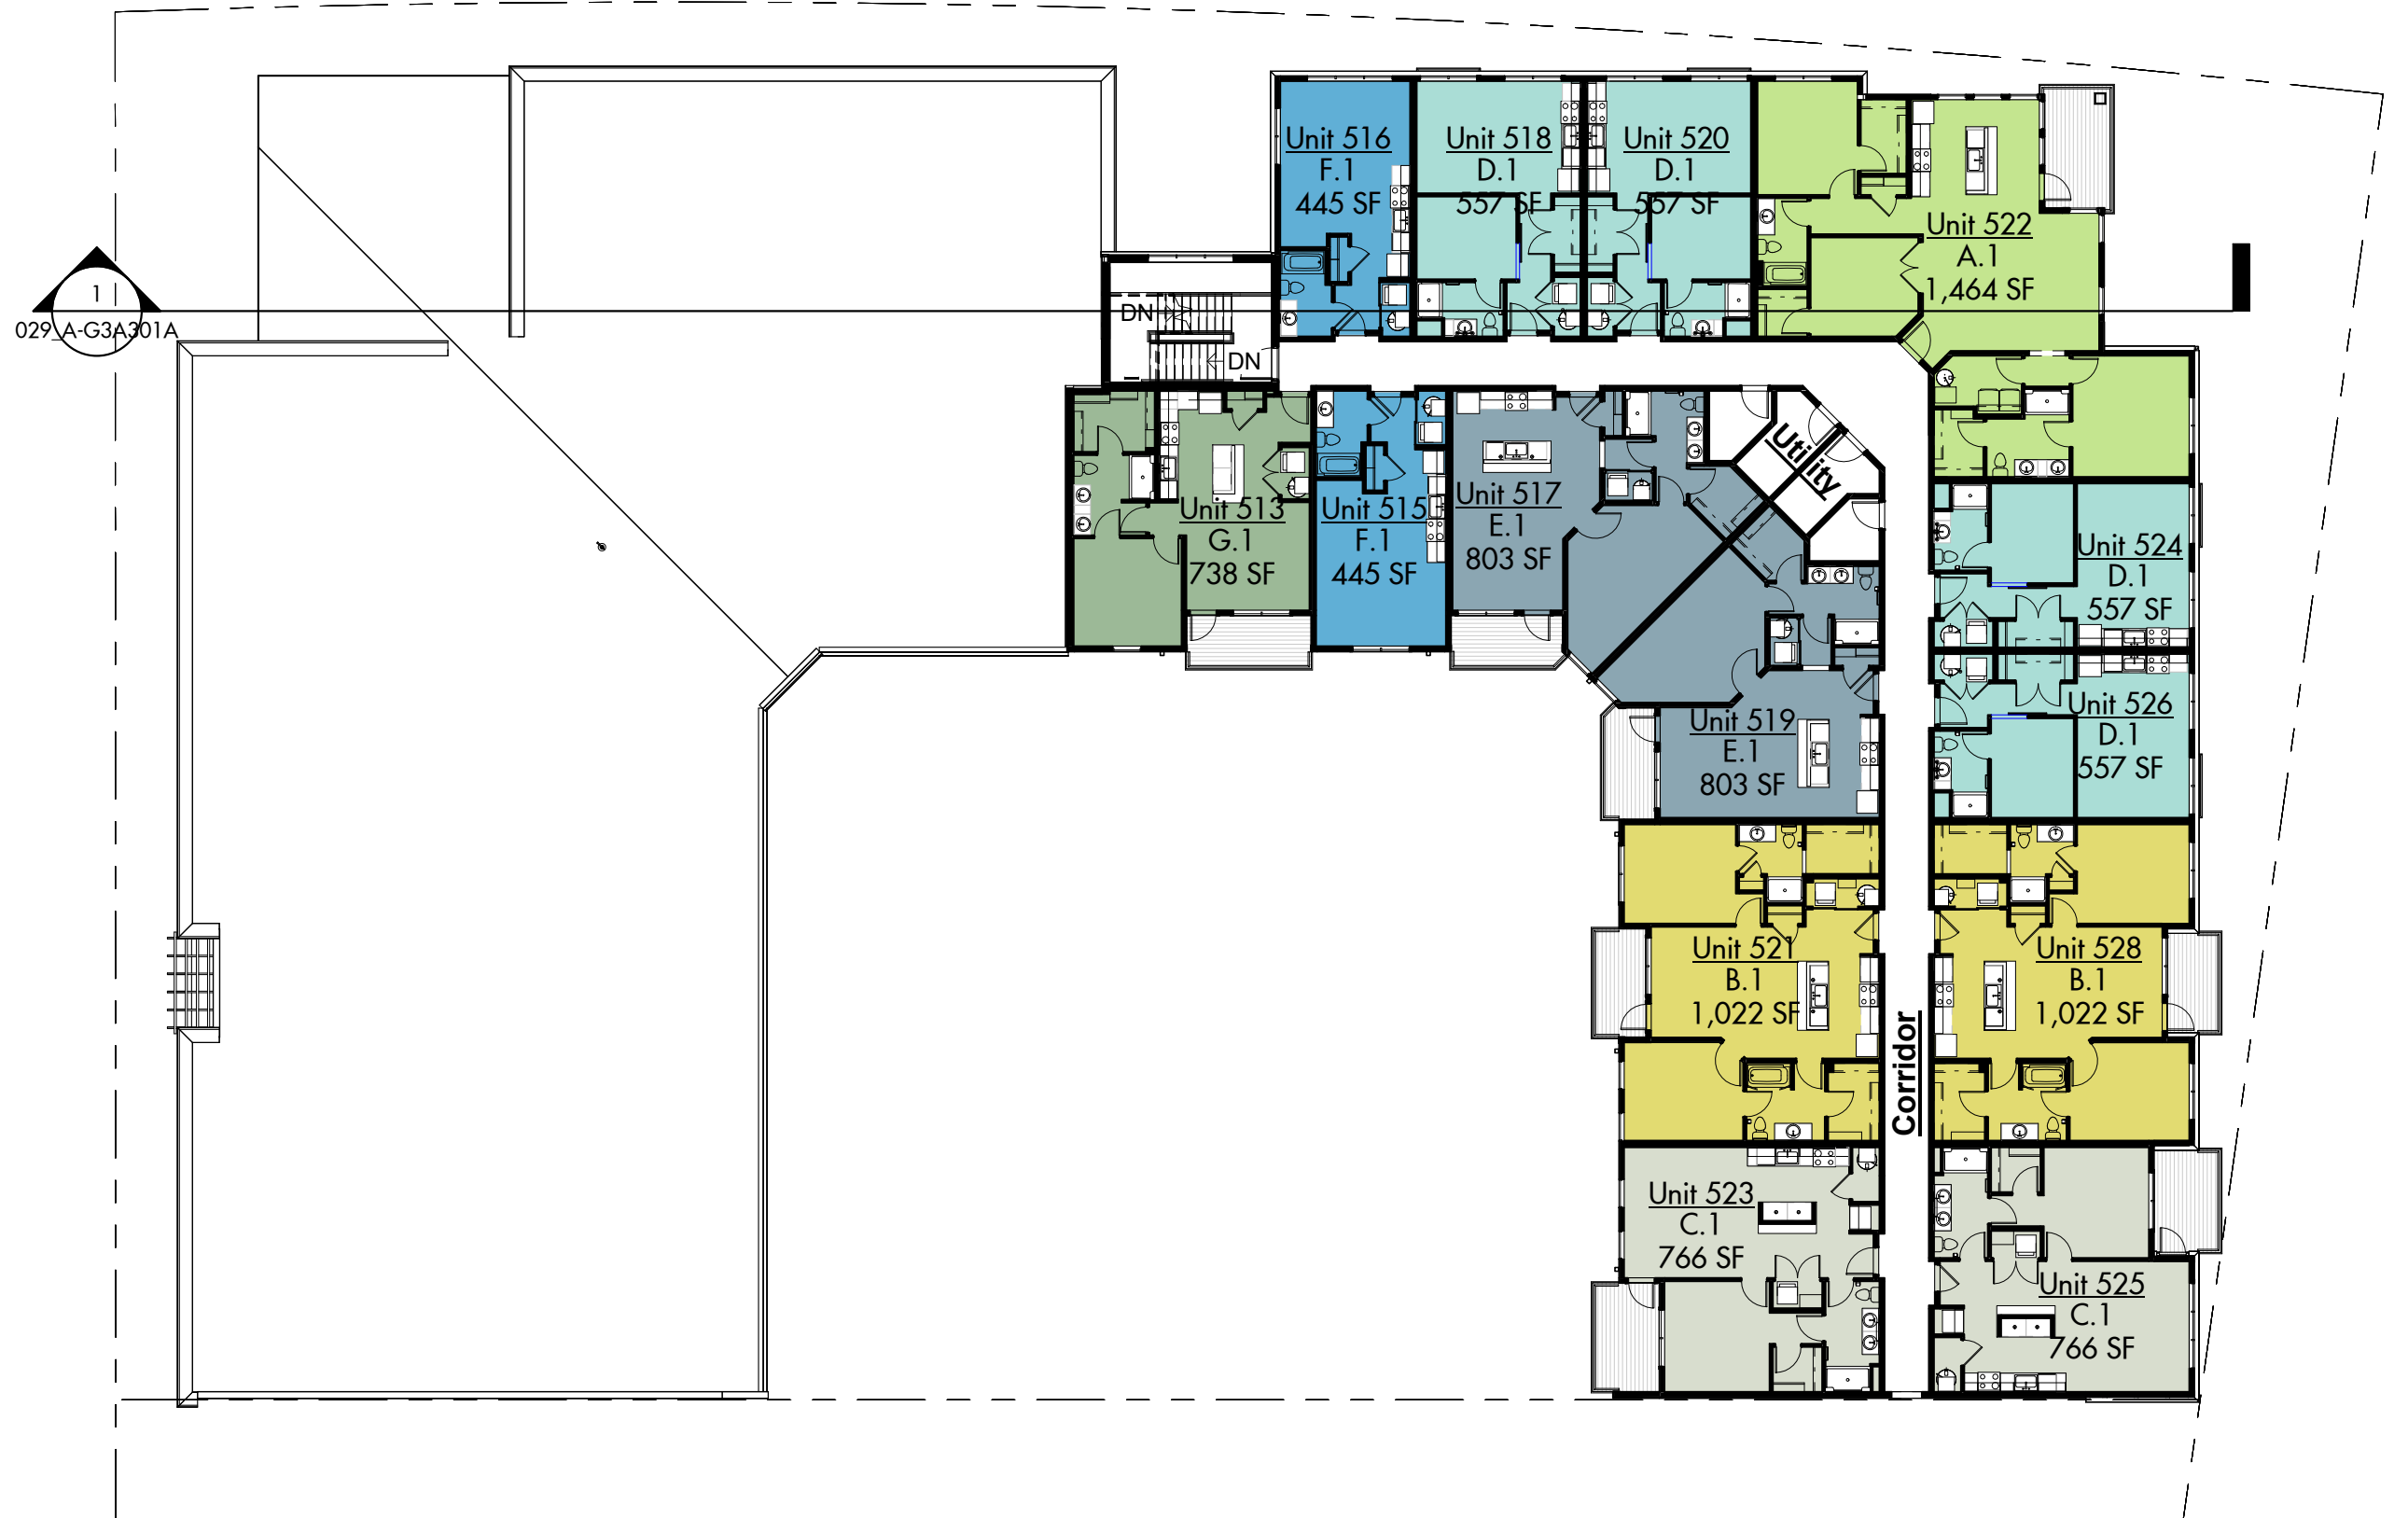 Unit 516
F.1
445 SF
Unit 518
D.1
557 SF
Unit 520
D.1
557 SF
Unit 522
A.1
1,464 SF
1
029_A-G3A301A
DN
DN
Unit 513
G.1
738 SF
Unit 515
F.1
445 SF
Unit 517
E.1
803 SF
Utility
Unit 524
D.1
557 SF
Unit 519
E.1
803 SF
Unit 526
D.1
557 SF
Unit 521
B.1
1,022 SF
Corridor
Unit 528
B.1
1,022 SF
Unit 523
C.1
766 SF
Unit 525
C.1
766 SF